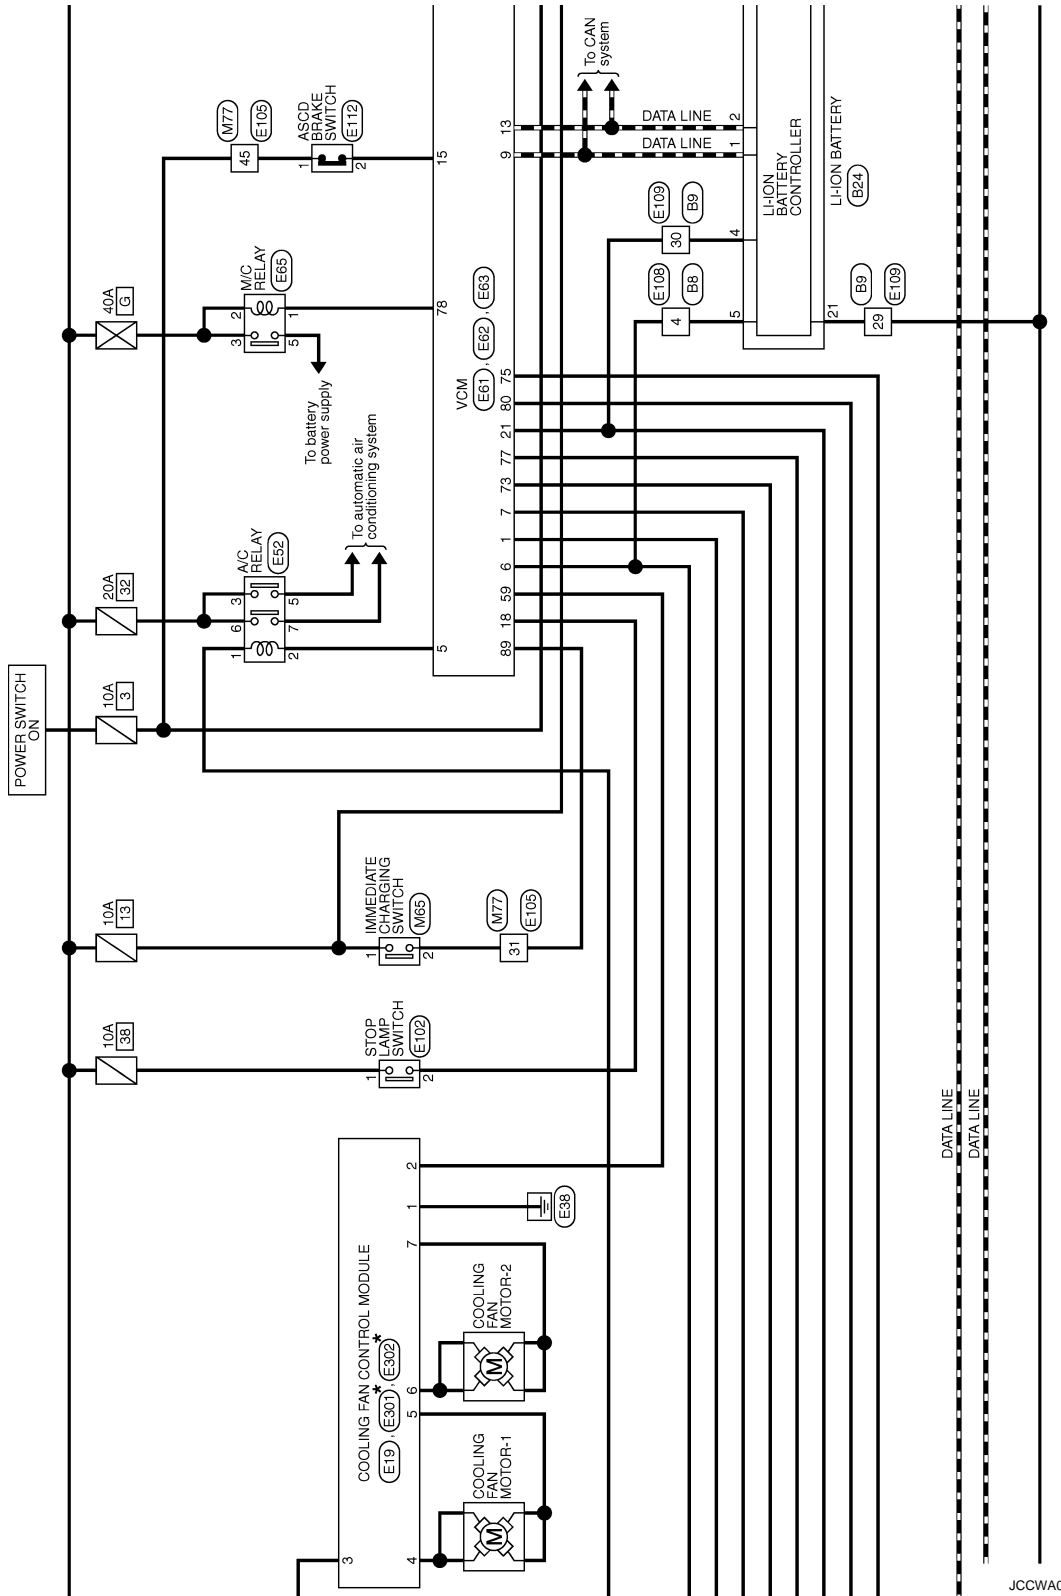 POWER SWITCH
ON
10A
38
10A
13
10A
3
20A
32
40A
G
M77
E105
45
ASCD
BRAKE
SWITCH
E112
1
2
15
M/C
RELAY
E65
2
3
1
5
78
To battery
power supply
A/C
RELAY
E52
3
6
1
5
7
2
5
To automatic air
conditioning system
VCM
E61 , E62 , E63
13
9
75
80
21
77
73
7
1
6
59
18
89
To CAN
system
DATA LINE
2
DATA LINE
1
E109
B9
30
4
E108
B8
4
5
LI-ION
BATTERY
CONTROLLER
LI-ION BATTERY
B24
21
B9
E109
29
IMMEDIATE
CHARGING
SWITCH
M65
1
2
M77
E105
31
STOP
LAMP
SWITCH
E102
1
2
COOLING FAN CONTROL MODULE
E19 , E301* , E302*
3
4
5
6
7
1
2
E38
COOLING
FAN
MOTOR-2
M
COOLING
FAN
MOTOR-1
M
DATA LINE
DATA LINE